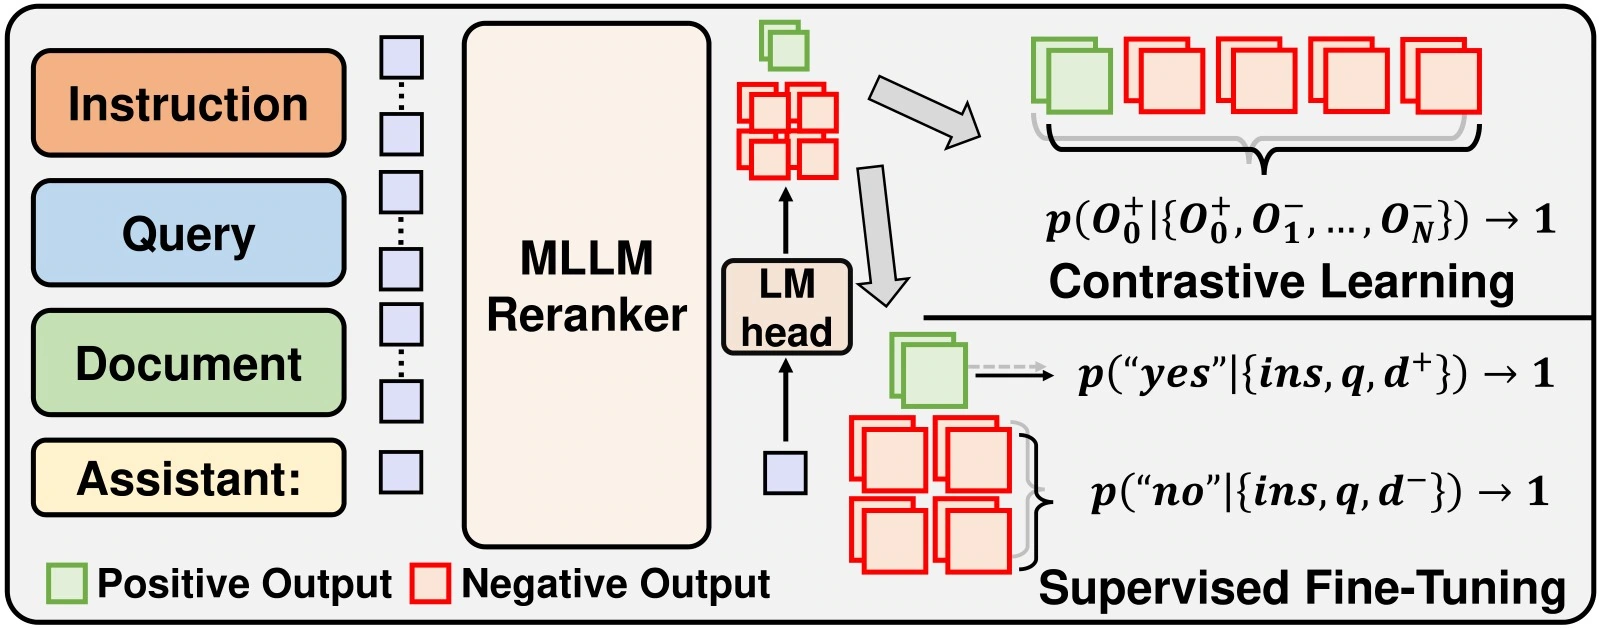 Instruction
Query
Document
Assistant:
MLLM
Reranker
LM
head
p(O₀⁺|{O₀⁺, O₁⁻, ..., O_N⁻}) → 1
Contrastive Learning
p(“yes”|{ins, q, d⁺}) → 1
p(“no”|{ins, q, d⁻}) → 1
Supervised Fine-Tuning
Positive Output
Negative Output